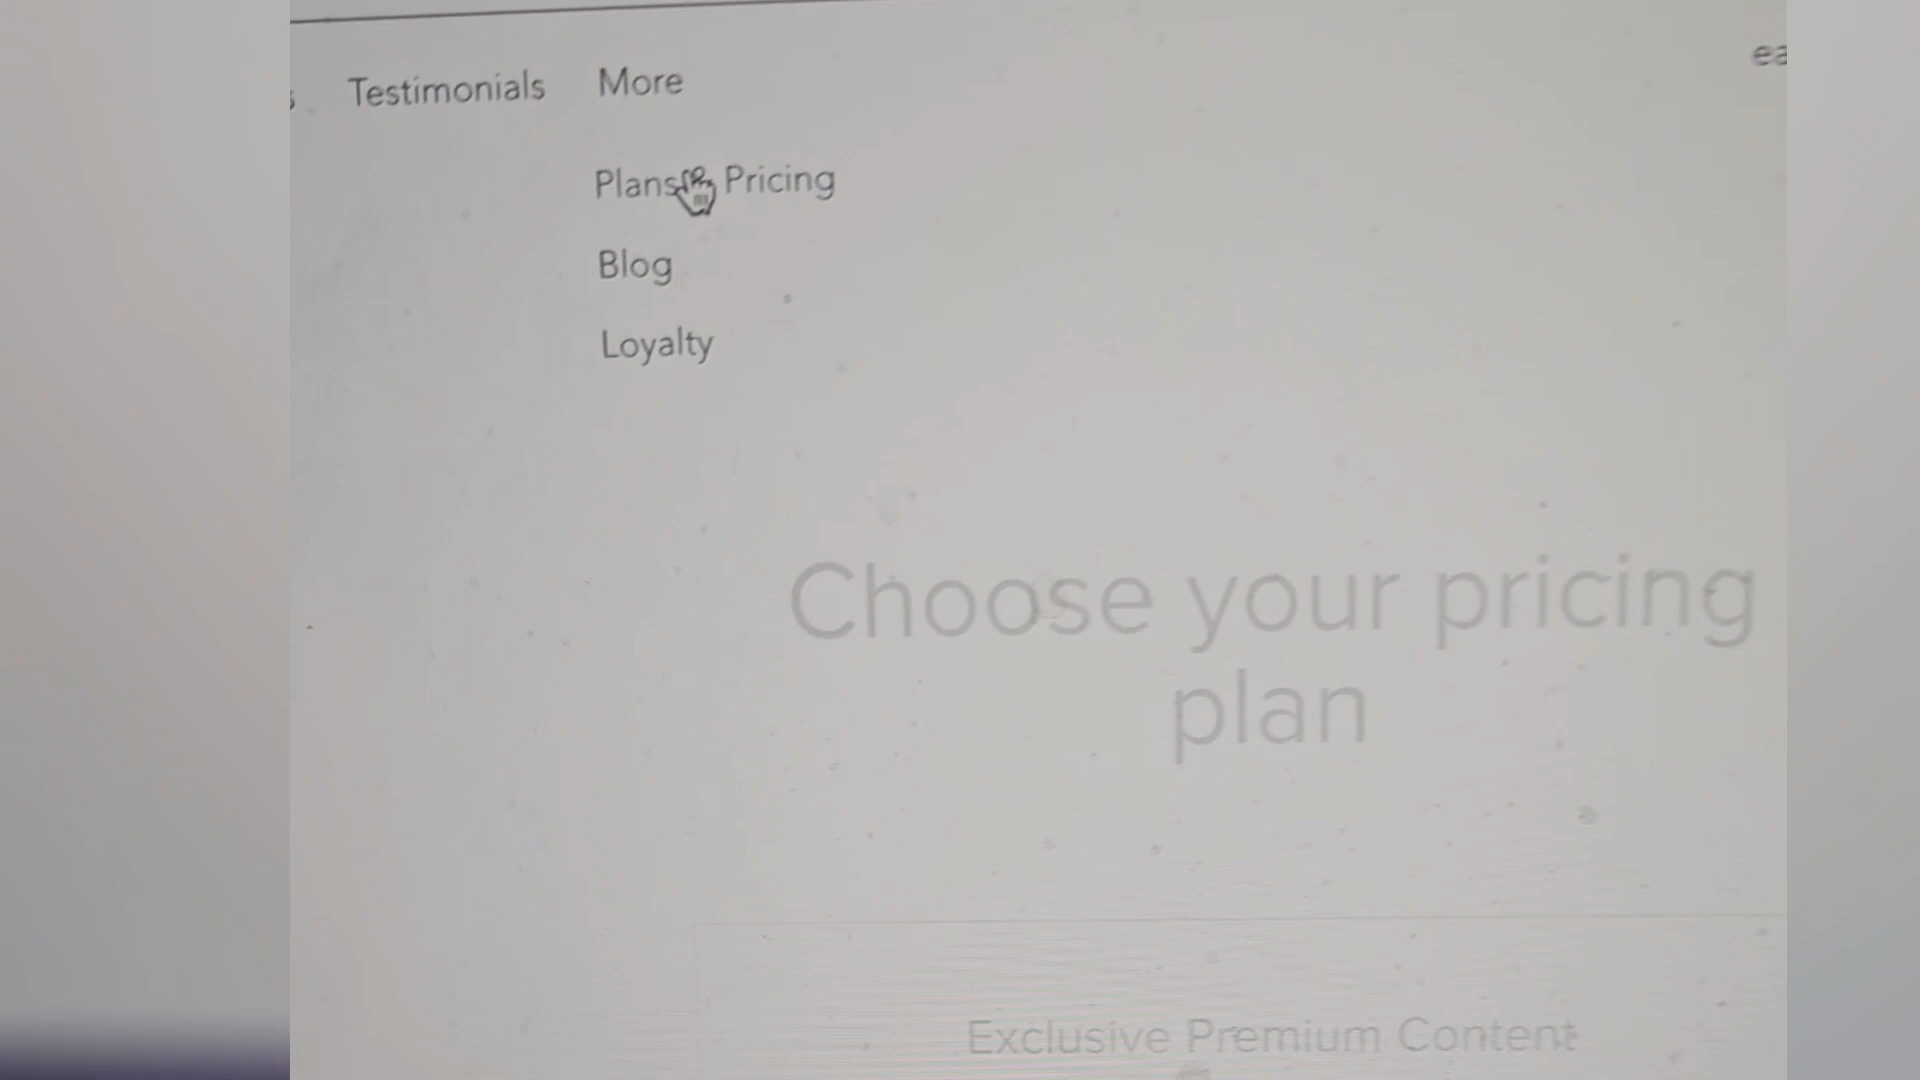 Testimonials More
Plans & Pricing
Blog
Loyalty
Choose your pricing
plan
Exclusive Premium Content